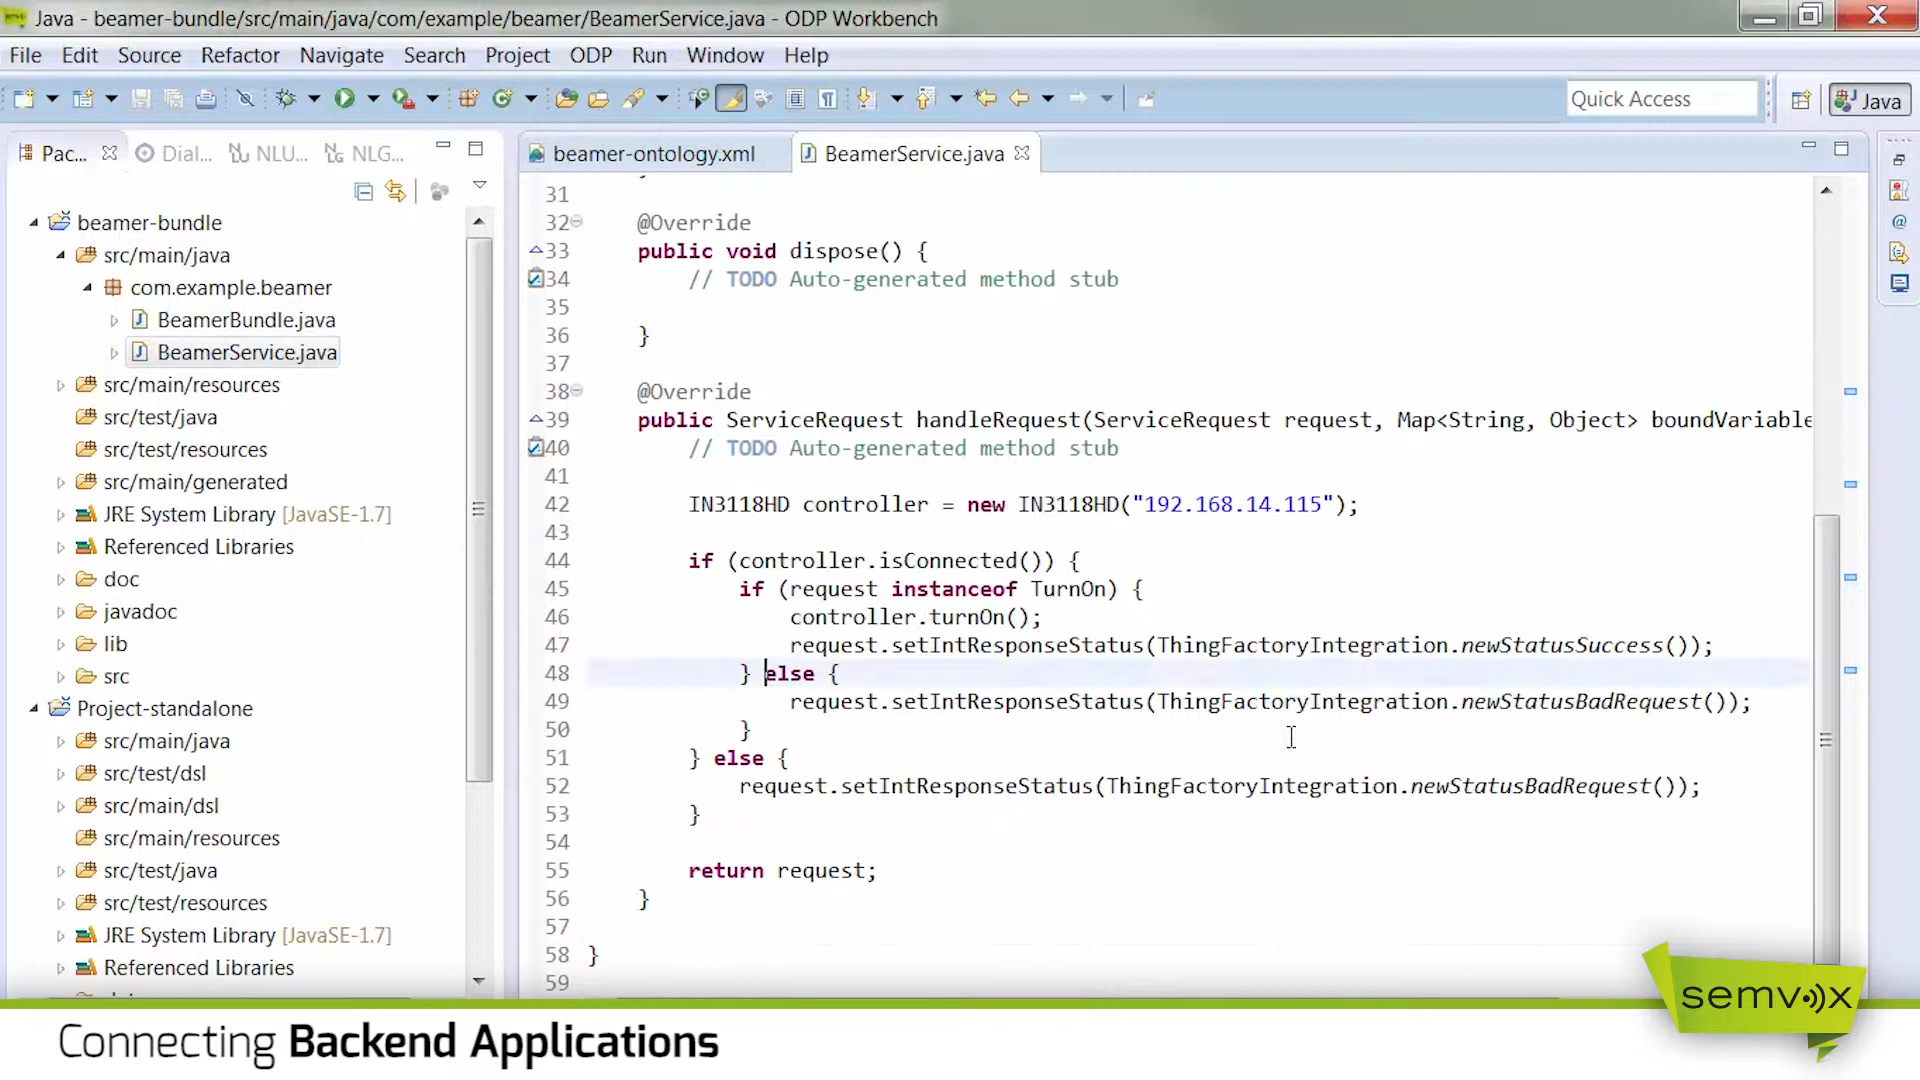 Java - beamer-bundle/src/main/java/com/example/beamer/BeamerService.java - ODP Workbench
File Edit Source Refactor Navigate Search Project ODP Run Window Help
Quick Access
Java
Pac...
Dial...
NLU...
NLG...
beamer-ontology.xml
BeamerService.java
beamer-bundle
src/main/java
com.example.beamer
BeamerBundle.java
BeamerService.java
src/main/resources
src/test/java
src/test/resources
src/main/generated
JRE System Library [JavaSE-1.7]
Referenced Libraries
doc
javadoc
lib
src
Project-standalone
src/main/java
src/test/dsl
src/main/dsl
src/main/resources
src/test/java
src/test/resources
JRE System Library [JavaSE-1.7]
Referenced Libraries
31
32 @Override
33 public void dispose() {
34 // TODO Auto-generated method stub
35
36 }
37
38 @Override
39 public ServiceRequest handleRequest(ServiceRequest request, Map<String, Object> boundVariable
40 // TODO Auto-generated method stub
41
42 IN3118HD controller = new IN3118HD("192.168.14.115");
43
44 if (controller.isConnected()) {
45 if (request instanceof TurnOn) {
46 controller.turnOn();
47 request.setIntResponseStatus(ThingFactoryIntegration.newStatusSuccess());
48 } else {
49 request.setIntResponseStatus(ThingFactoryIntegration.newStatusBadRequest());
50 }
51 } else {
52 request.setIntResponseStatus(ThingFactoryIntegration.newStatusBadRequest());
53 }
54
55 return request;
56 }
57
58 }
59
semvox
Connecting Backend Applications